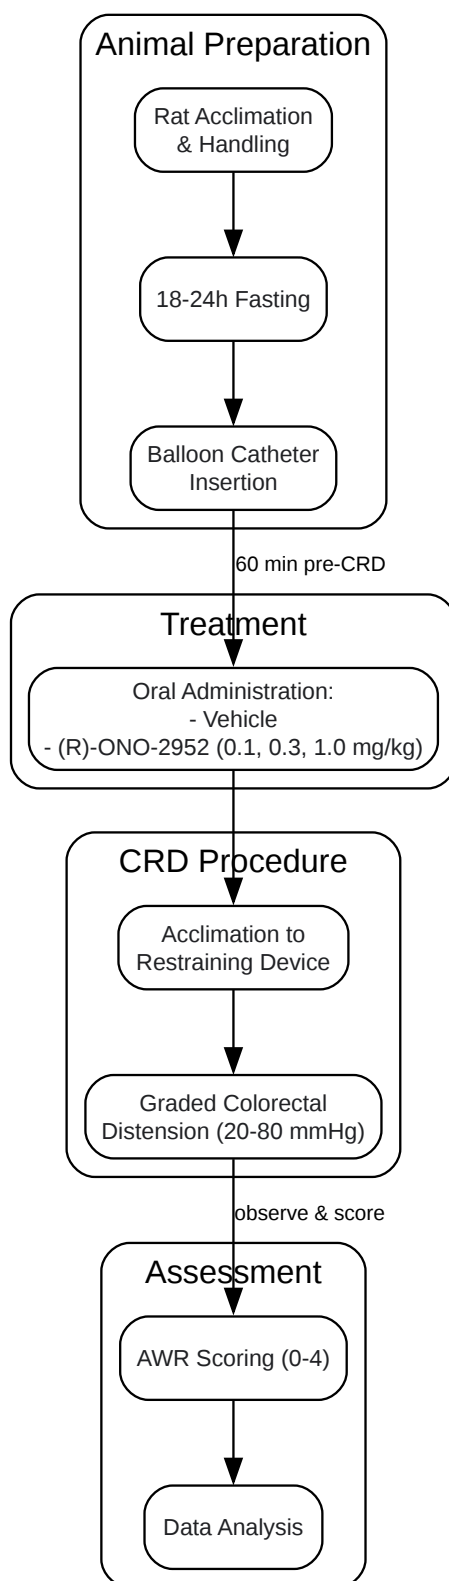 Animal Preparation
Rat Acclimation
& Handling
18-24h Fasting
Balloon Catheter
Insertion
60 min pre-CRD
Treatment
Oral Administration:
- Vehicle
- (R)-ONO-2952 (0.1, 0.3, 1.0 mg/kg)
CRD Procedure
Acclimation to
Restraining Device
Graded Colorectal
Distension (20-80 mmHg)
observe & score
Assessment
AWR Scoring (0-4)
Data Analysis